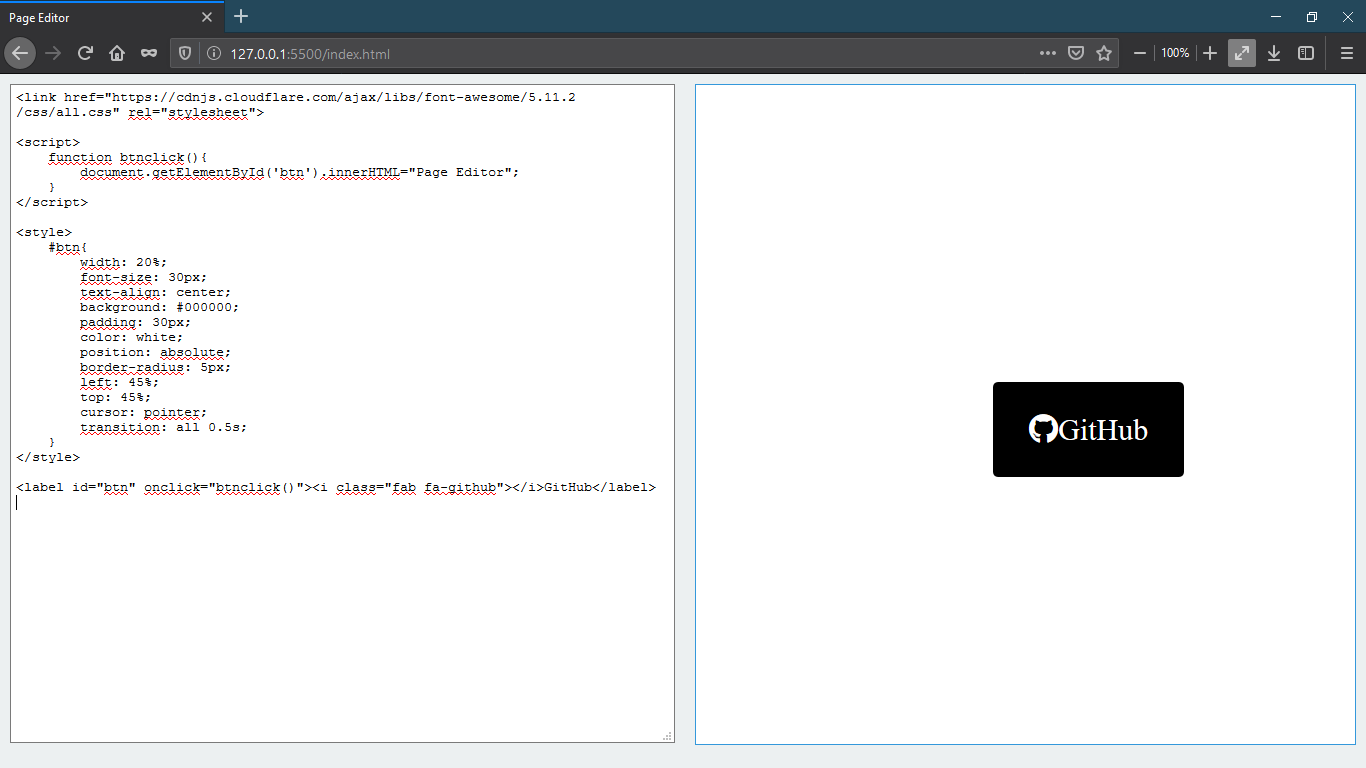 Page Editor
127.0.0.1:5500/index.html
100%
<link href="https://cdnjs.cloudflare.com/ajax/libs/font-awesome/5.11.2
/css/all.css" rel="stylesheet">
<script>
    function btnclick(){
        document.getElementById('btn').innerHTML="Page Editor";
    }
</script>
<style>
    #btn{
        width: 20%;
        font-size: 30px;
        text-align: center;
        background: #000000;
        padding: 30px;
        color: white;
        position: absolute;
        border-radius: 5px;
        left: 45%;
        top: 45%;
        cursor: pointer;
        transition: all 0.5s;
    }
</style>
<label id="btn" onclick="btnclick()"><i class="fab fa-github"></i>GitHub</label>
GitHub